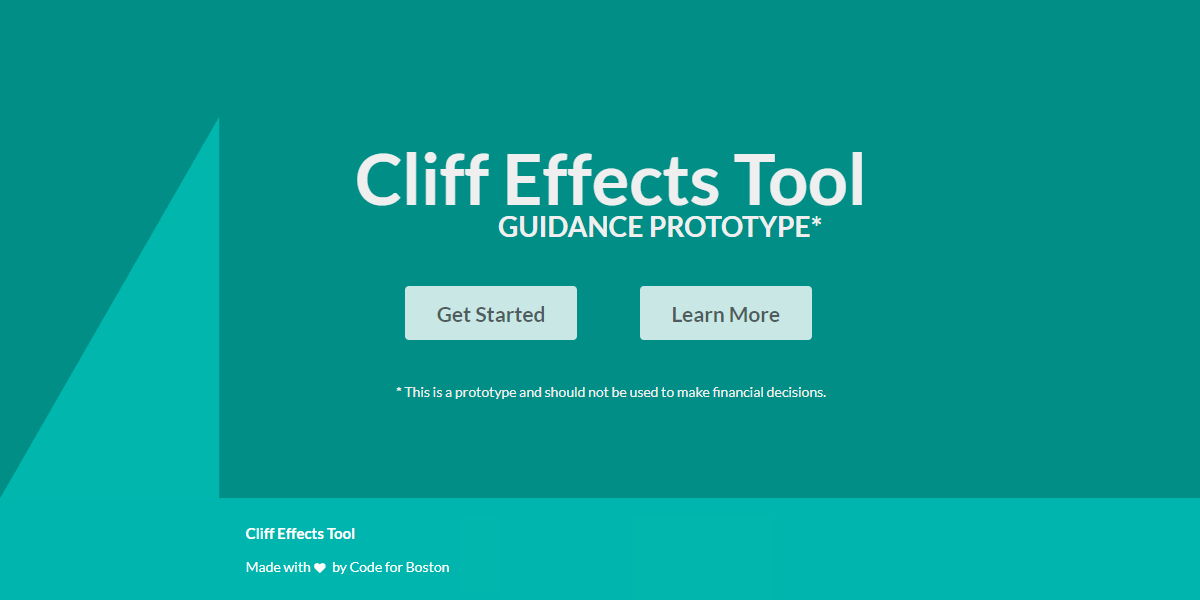 Cliff Effects Tool
GUIDANCE PROTOTYPE*
Get Started
Learn More
* This is a prototype and should not be used to make financial decisions.
Cliff Effects Tool
Made with ♥ by Code for Boston